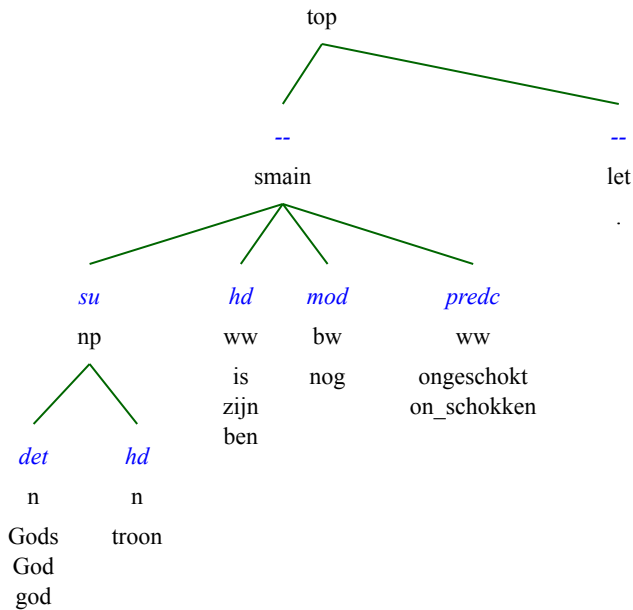 top
-- --
smain let
.
su hd mod predc
np ww bw ww
is nog ongeschokt
zijn on_schokken
ben
det hd
n n
Gods troon
God
god